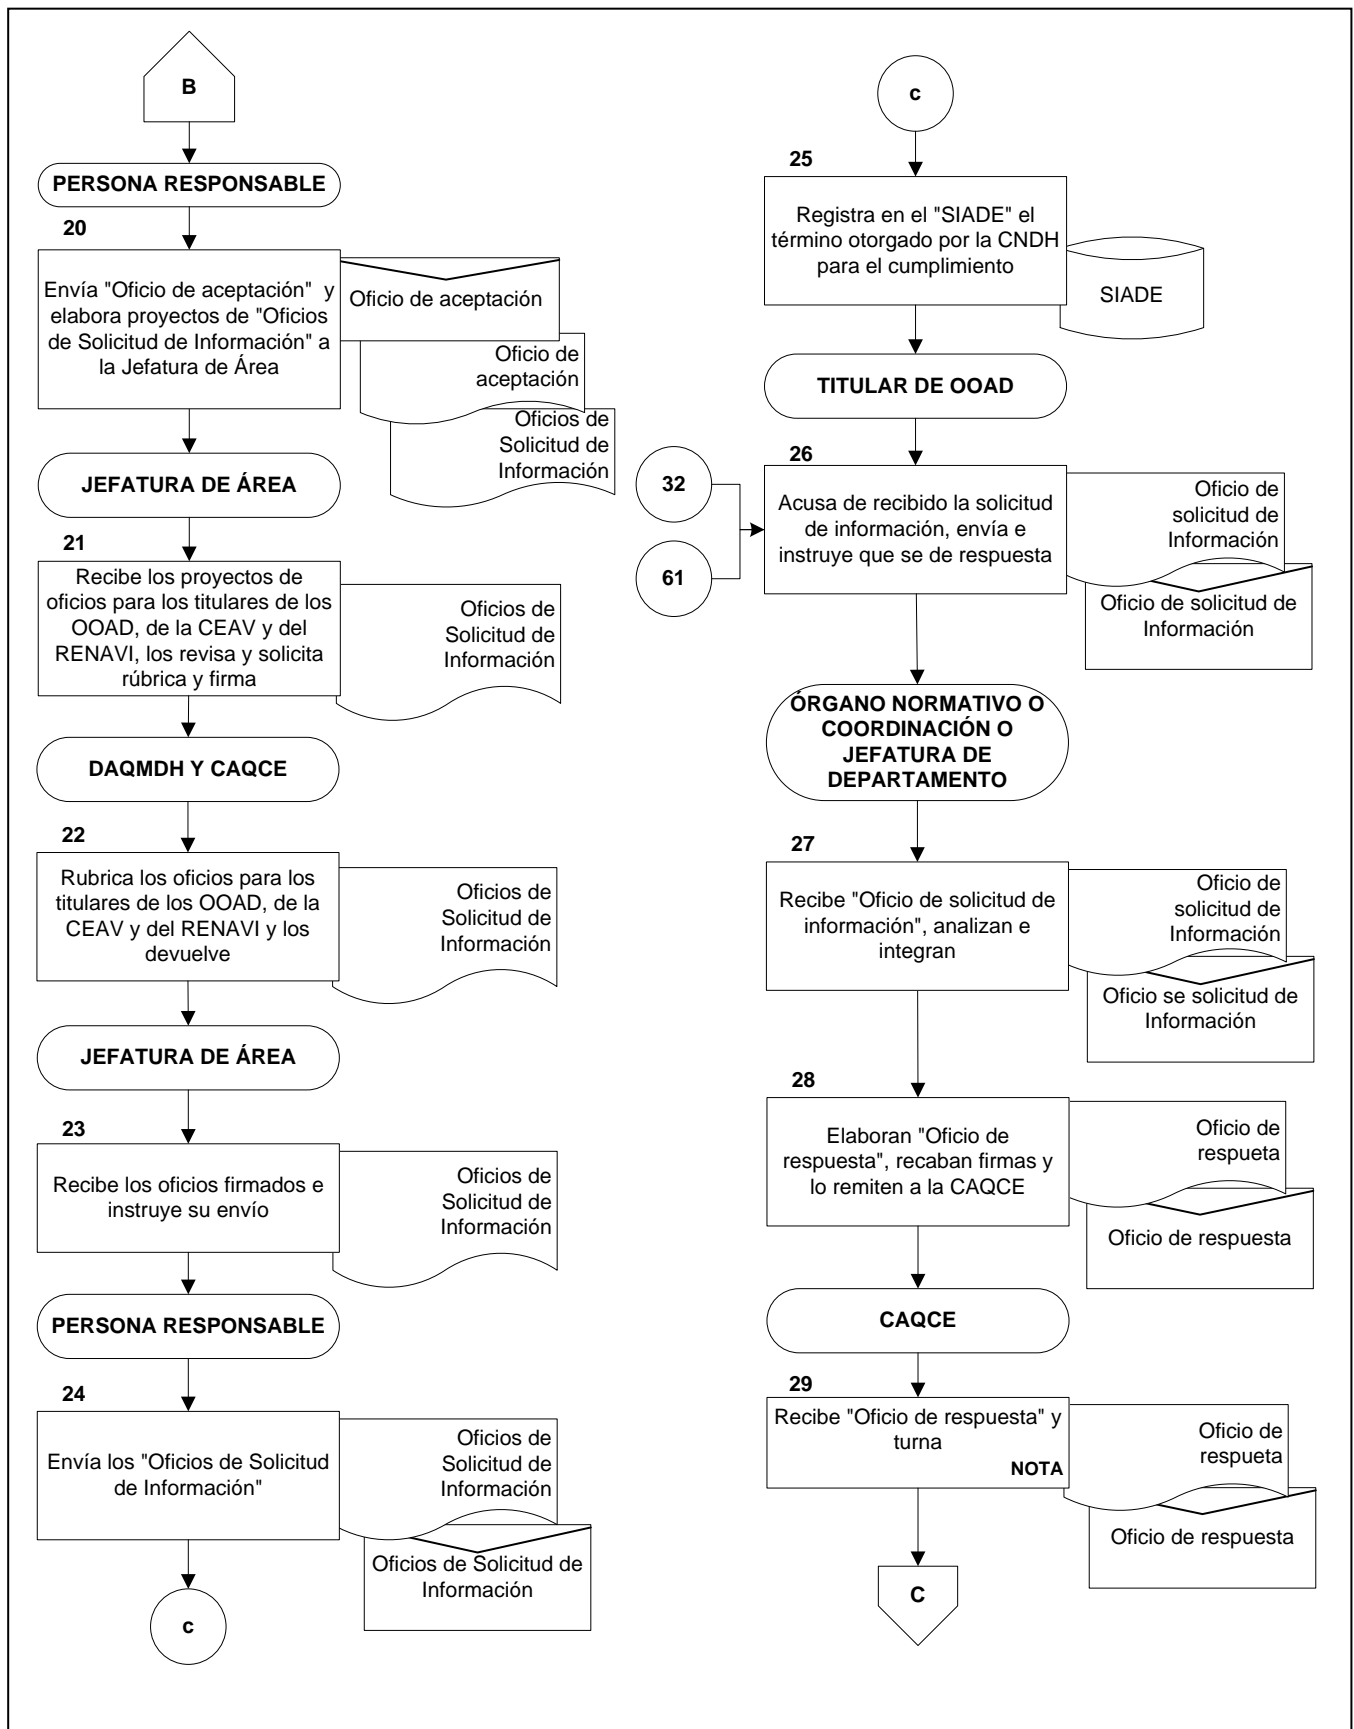 B
PERSONA RESPONSABLE
20
Envía "Oficio de aceptación" y
elabora proyectos de "Oficios
de Solicitud de Información" a
la Jefatura de Área
Oficio de aceptación
Oficio de
aceptación
Oficios de
Solicitud de
Información
JEFATURA DE ÁREA
21
Recibe los proyectos de
oficios para los titulares de los
OOAD, de la CEAV y del
RENAVI, los revisa y solicita
rúbrica y firma
Oficios de
Solicitud de
Información
DAQMDH Y CAQCE
22
Rubrica los oficios para los
titulares de los OOAD, de la
CEAV y del RENAVI y los
devuelve
Oficios de
Solicitud de
Información
JEFATURA DE ÁREA
23
Recibe los oficios firmados e
instruye su envío
Oficios de
Solicitud de
Información
PERSONA RESPONSABLE
24
Envía los "Oficios de Solicitud
de Información"
Oficios de
Solicitud de
Información
Oficios de Solicitud de
Información
c
c
25
Registra en el "SIADE" el
término otorgado por la CNDH
para el cumplimiento
SIADE
TITULAR DE OOAD
26
32
61
Acusa de recibido la solicitud
de información, envía e
instruye que se de respuesta
Oficio de
solicitud de
Información
Oficio de solicitud de
Información
ÓRGANO NORMATIVO O
COORDINACIÓN O
JEFATURA DE
DEPARTAMENTO
27
Recibe "Oficio de solicitud de
información", analizan e
integran
Oficio de
solicitud de
Información
Oficio se solicitud de
Información
28
Elaboran "Oficio de
respuesta", recaban firmas y
lo remiten a la CAQCE
Oficio de
respueta
Oficio de respuesta
CAQCE
29
Recibe "Oficio de respuesta" y
turna
NOTA
Oficio de
respueta
Oficio de respuesta
C